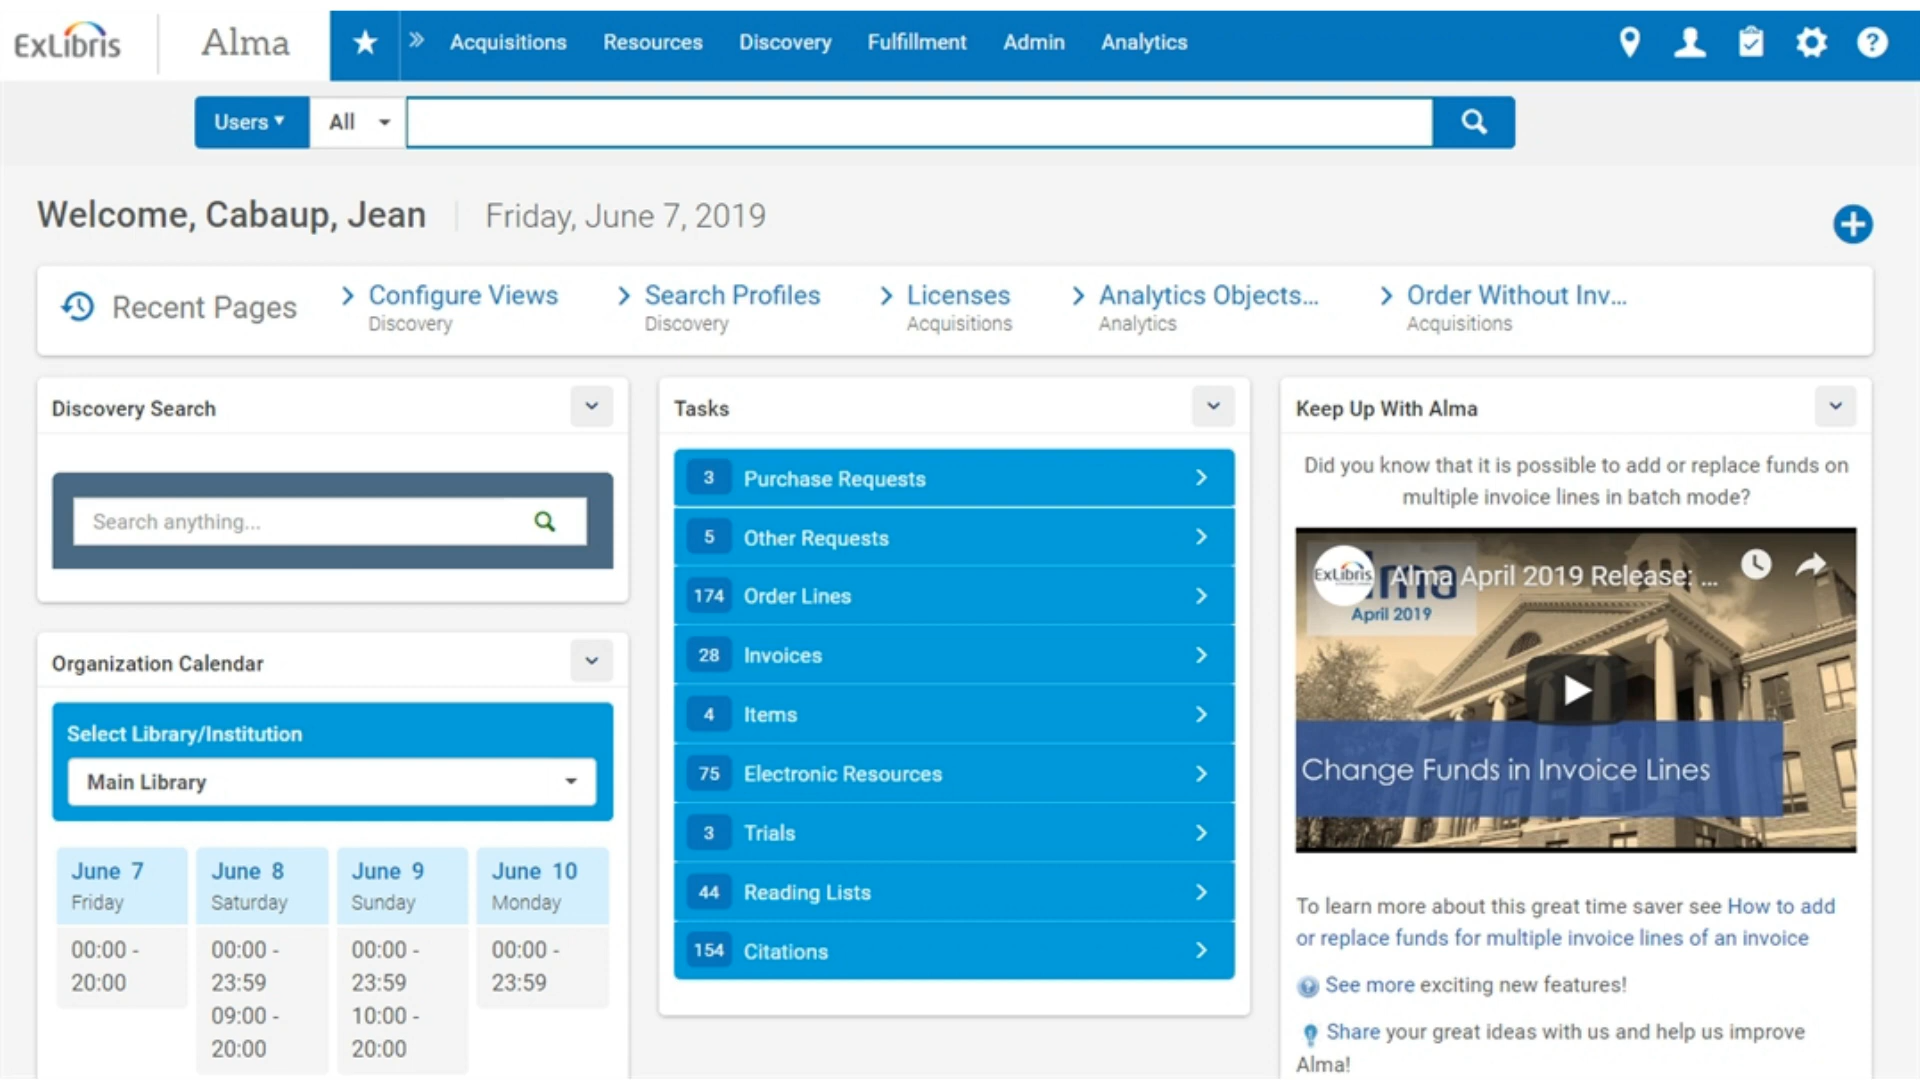 ExLibris
Alma
Acquisitions
Resources
Discovery
Fulfillment
Admin
Analytics
Users
All
Welcome, Cabaup, Jean
Friday, June 7, 2019
Recent Pages
Configure Views
Discovery
Search Profiles
Discovery
Licenses
Acquisitions
Analytics Objects...
Analytics
Order Without Inv...
Acquisitions
Discovery Search
Search anything...
Organization Calendar
Select Library/Institution
Main Library
June 7
Friday
00:00 -
20:00
June 8
Saturday
00:00 -
23:59
09:00 -
20:00
June 9
Sunday
00:00 -
23:59
10:00 -
20:00
June 10
Monday
00:00 -
23:59
Tasks
3 Purchase Requests
5 Other Requests
174 Order Lines
28 Invoices
4 Items
75 Electronic Resources
3 Trials
44 Reading Lists
154 Citations
Keep Up With Alma
Did you know that it is possible to add or replace funds on
multiple invoice lines in batch mode?
ExLibris
Alma April 2019 Release: ...
April 2019
Change Funds in Invoice Lines
To learn more about this great time saver see How to add
or replace funds for multiple invoice lines of an invoice
See more exciting new features!
Share your great ideas with us and help us improve
Alma!